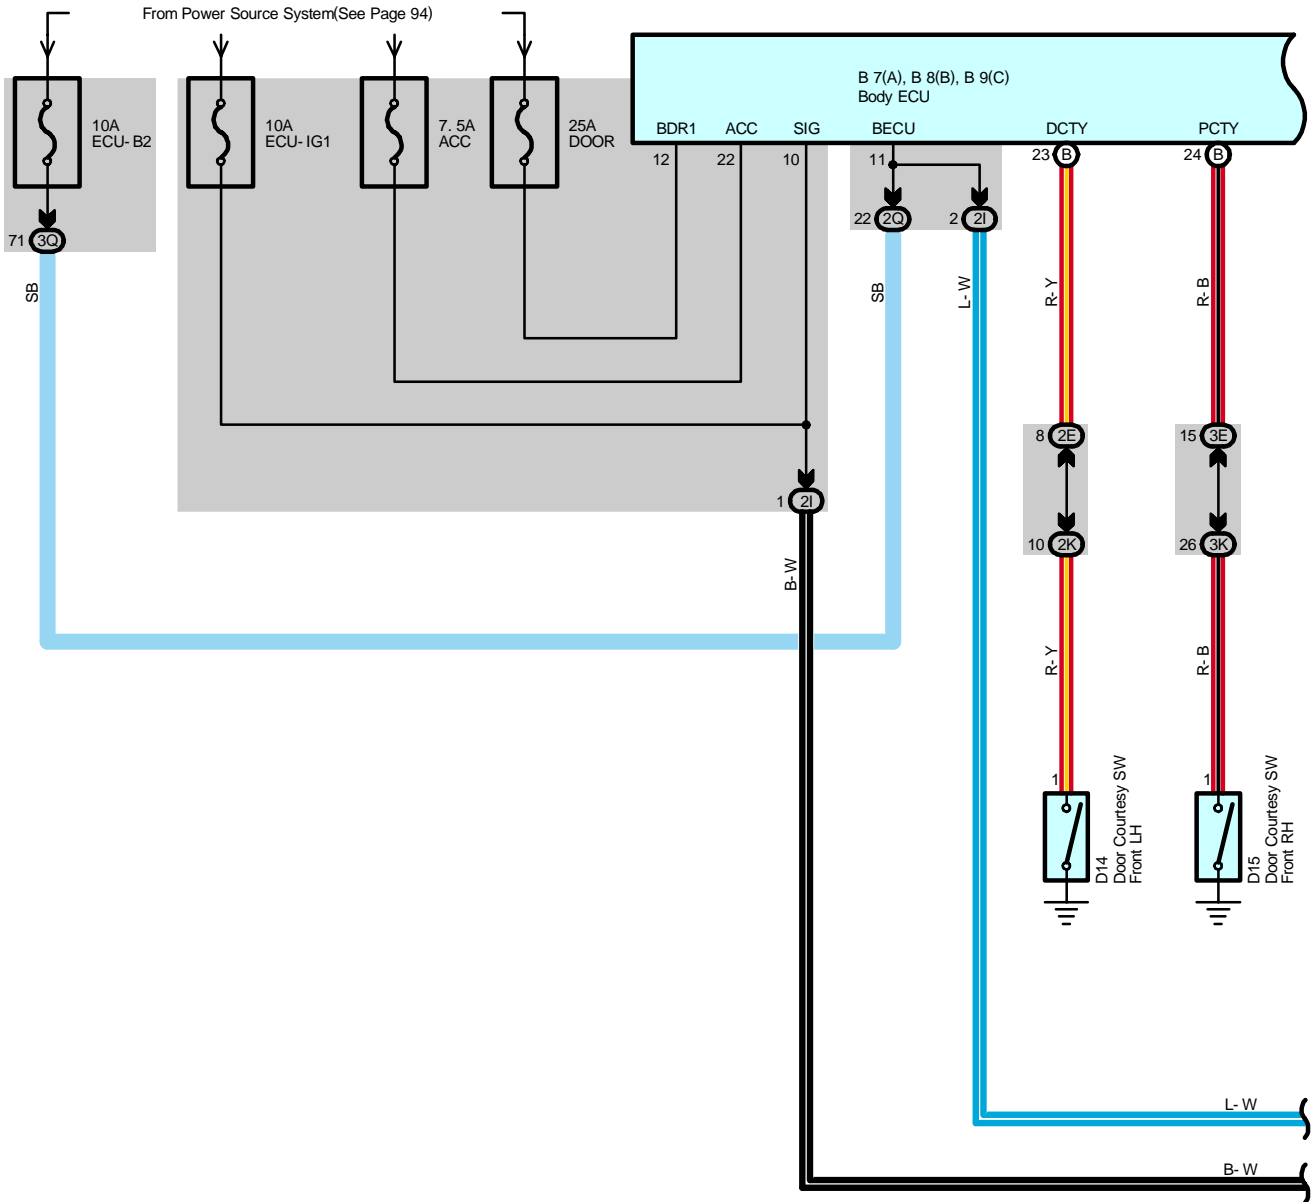 From Power Source System(See Page 94)
B 7(A), B 8(B), B 9(C)
Body ECU
10A
ECU- B2
10A
ECU- IG1
7. 5A
ACC
25A
DOOR
BDR1
ACC
SIG
BECU
DCTY
PCTY
12
22
10
11
23
B
24
B
71
3Q
22
2Q
2
2I
SB
SB
L- W
R- Y
R- B
8
2E
15
3E
1
2I
10
2K
26
3K
B- W
R- Y
R- B
1
1
D14
Door Courtesy SW
Front LH
D15
Door Courtesy SW
Front RH
L- W
B- W